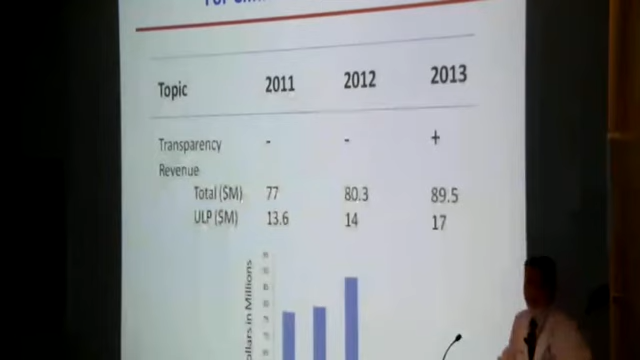 Topic 2011 2012 2013
Transparency - - +
Revenue
Total ($M) 77 80.3 89.5
ULP ($M) 13.6 14 17
ollars in Millions